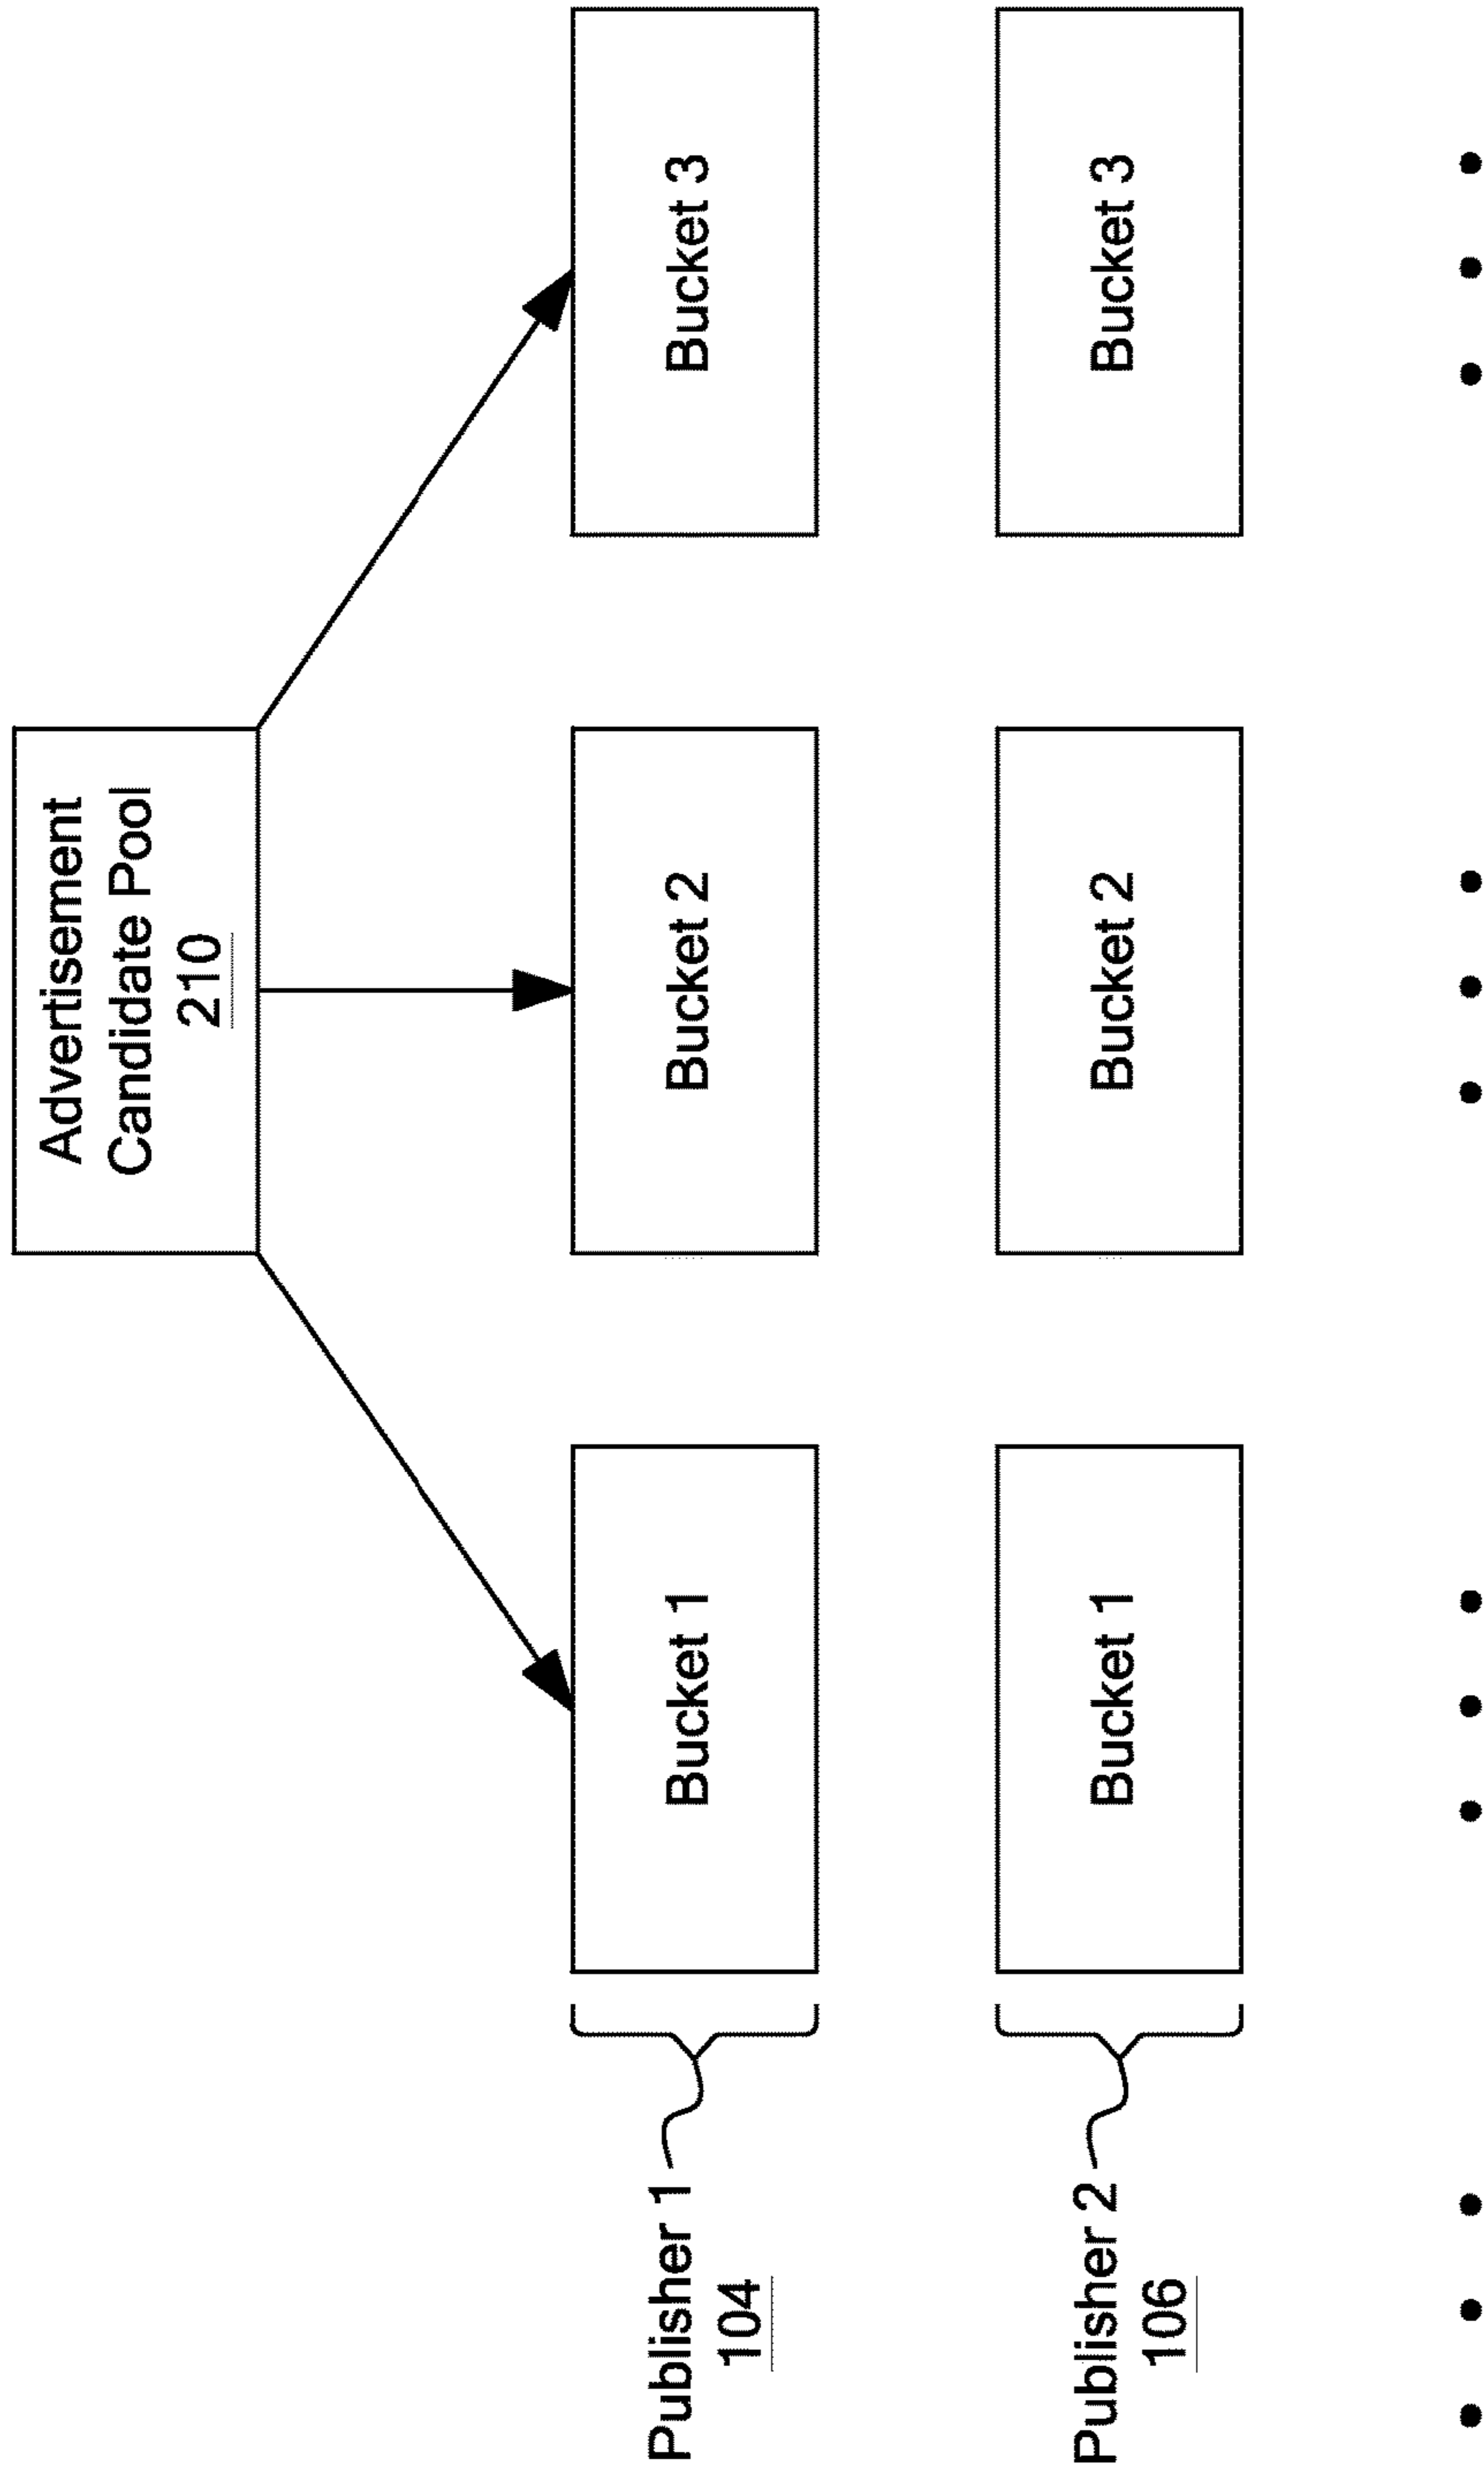 Advertisement
Candidate Pool
210
Publisher 1
104
Bucket 1
Bucket 2
Bucket 3
Publisher 2
106
Bucket 1
Bucket 2
Bucket 3